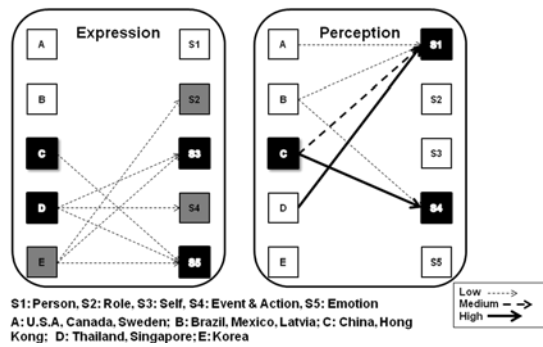 Expression
Perception
A S1
B S2
C S3
D S4
E S5
A S1
B S2
C S3
D S4
E S5
S1: Person, S2: Role, S3: Self, S4: Event & Action, S5: Emotion
A: U.S.A, Canada, Sweden; B: Brazil, Mexico, Latvia; C: China, Hong
Kong; D: Thailand, Singapore; E: Korea
Low
Medium
High